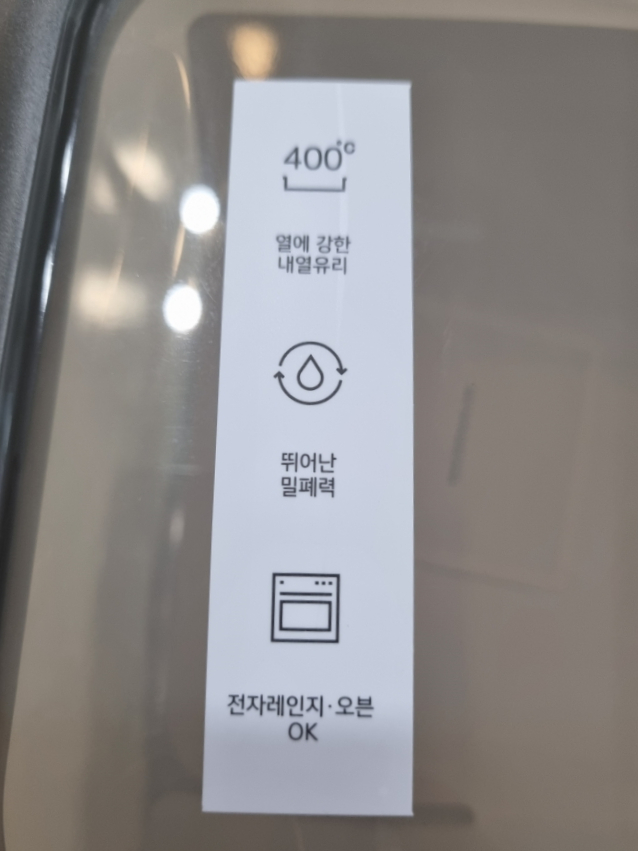 400℃
열에 강한
내열유리
뛰어난
밀폐력
전자레인지·오븐
OK